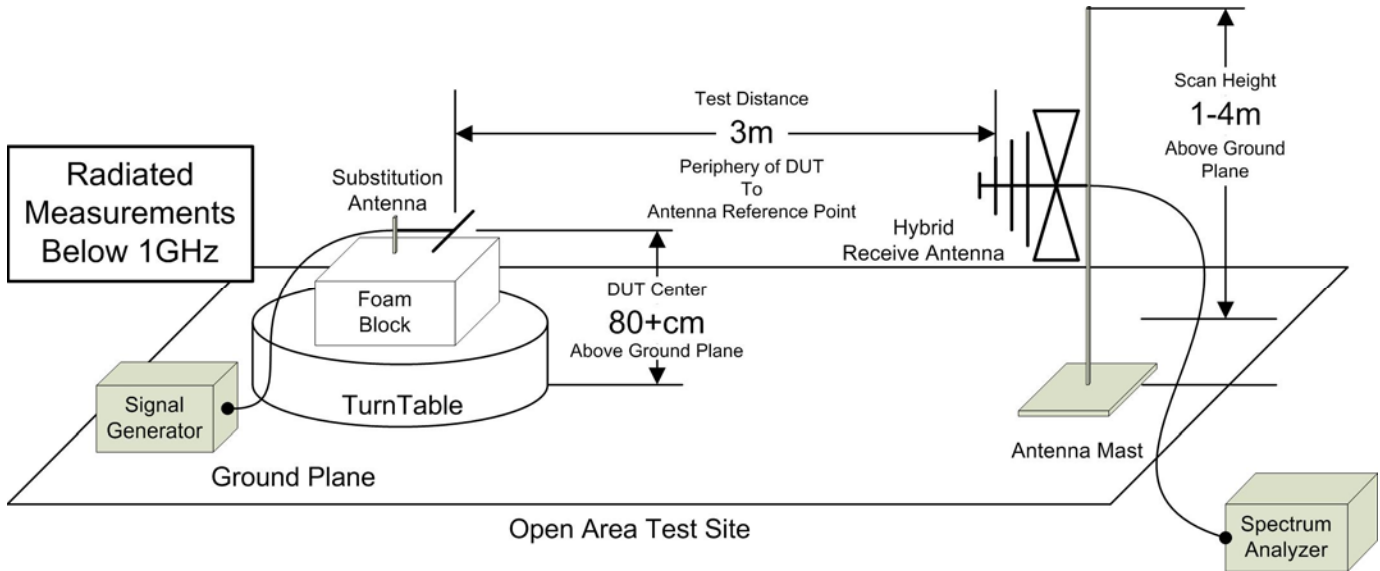 Radiated
Measurements
Below 1GHz
Substitution
Antenna
Test Distance
3m
Periphery of DUT
To
Antenna Reference Point
Hybrid
Receive Antenna
Scan Height
1-4m
Above Ground
Plane
Foam
Block
DUT Center
80+cm
Above Ground Plane
TurnTable
Signal
Generator
Ground Plane
Antenna Mast
Open Area Test Site
Spectrum
Analyzer